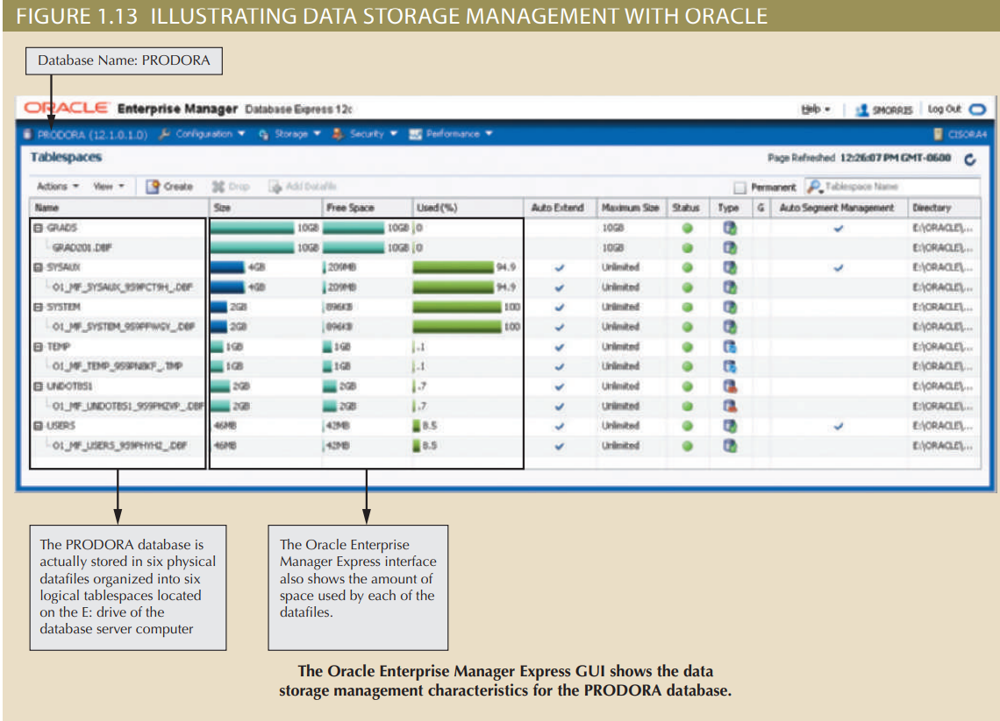 FIGURE 1.13 ILLUSTRATING DATA STORAGE MANAGEMENT WITH ORACLE
Database Name: PRODORA
ORACLE Enterprise Manager Database Express 12c
Help SMORRIS Log Out
PRODORA (12.1.0.1.0) Configuration Storage Security Performance CISORA4
Tablespaces Page Refreshed 12:26:07 PM GMT-0600
Actions View Create Drop Add Datafile Permanent Tablespace Name
Name Size Free Space Used (%) Auto Extend Maximum Size Status Type G Auto Segment Management Directory
GRADS 10GB 10GB 0 10GB E:\ORACLE\...
GRAD201.DBF 10GB 10GB 0 10GB E:\ORACLE\...
SYSAUX 4GB 209MB 94.9 Unlimited E:\ORACLE\...
4GB 209MB 94.9 Unlimited E:\ORACLE\...
SYSTEM 2GB 896KB 100 Unlimited E:\ORACLE\...
2GB 896KB 100 Unlimited E:\ORACLE\...
TEMP 1GB 1GB .1 Unlimited E:\ORACLE\...
1GB 1GB .1 Unlimited E:\ORACLE\...
UNDOTBS1 2GB 2GB .7 Unlimited E:\ORACLE\...
2GB 2GB .7 Unlimited E:\ORACLE\...
USERS 46MB 42MB 8.5 Unlimited E:\ORACLE\...
46MB 42MB 8.5 Unlimited E:\ORACLE\...
The PRODORA database is
actually stored in six physical
datafiles organized into six
logical tablespaces located
on the E: drive of the
database server computer
The Oracle Enterprise
Manager Express interface
also shows the amount of
space used by each of the
datafiles.
The Oracle Enterprise Manager Express GUI shows the data
storage management characteristics for the PRODORA database.